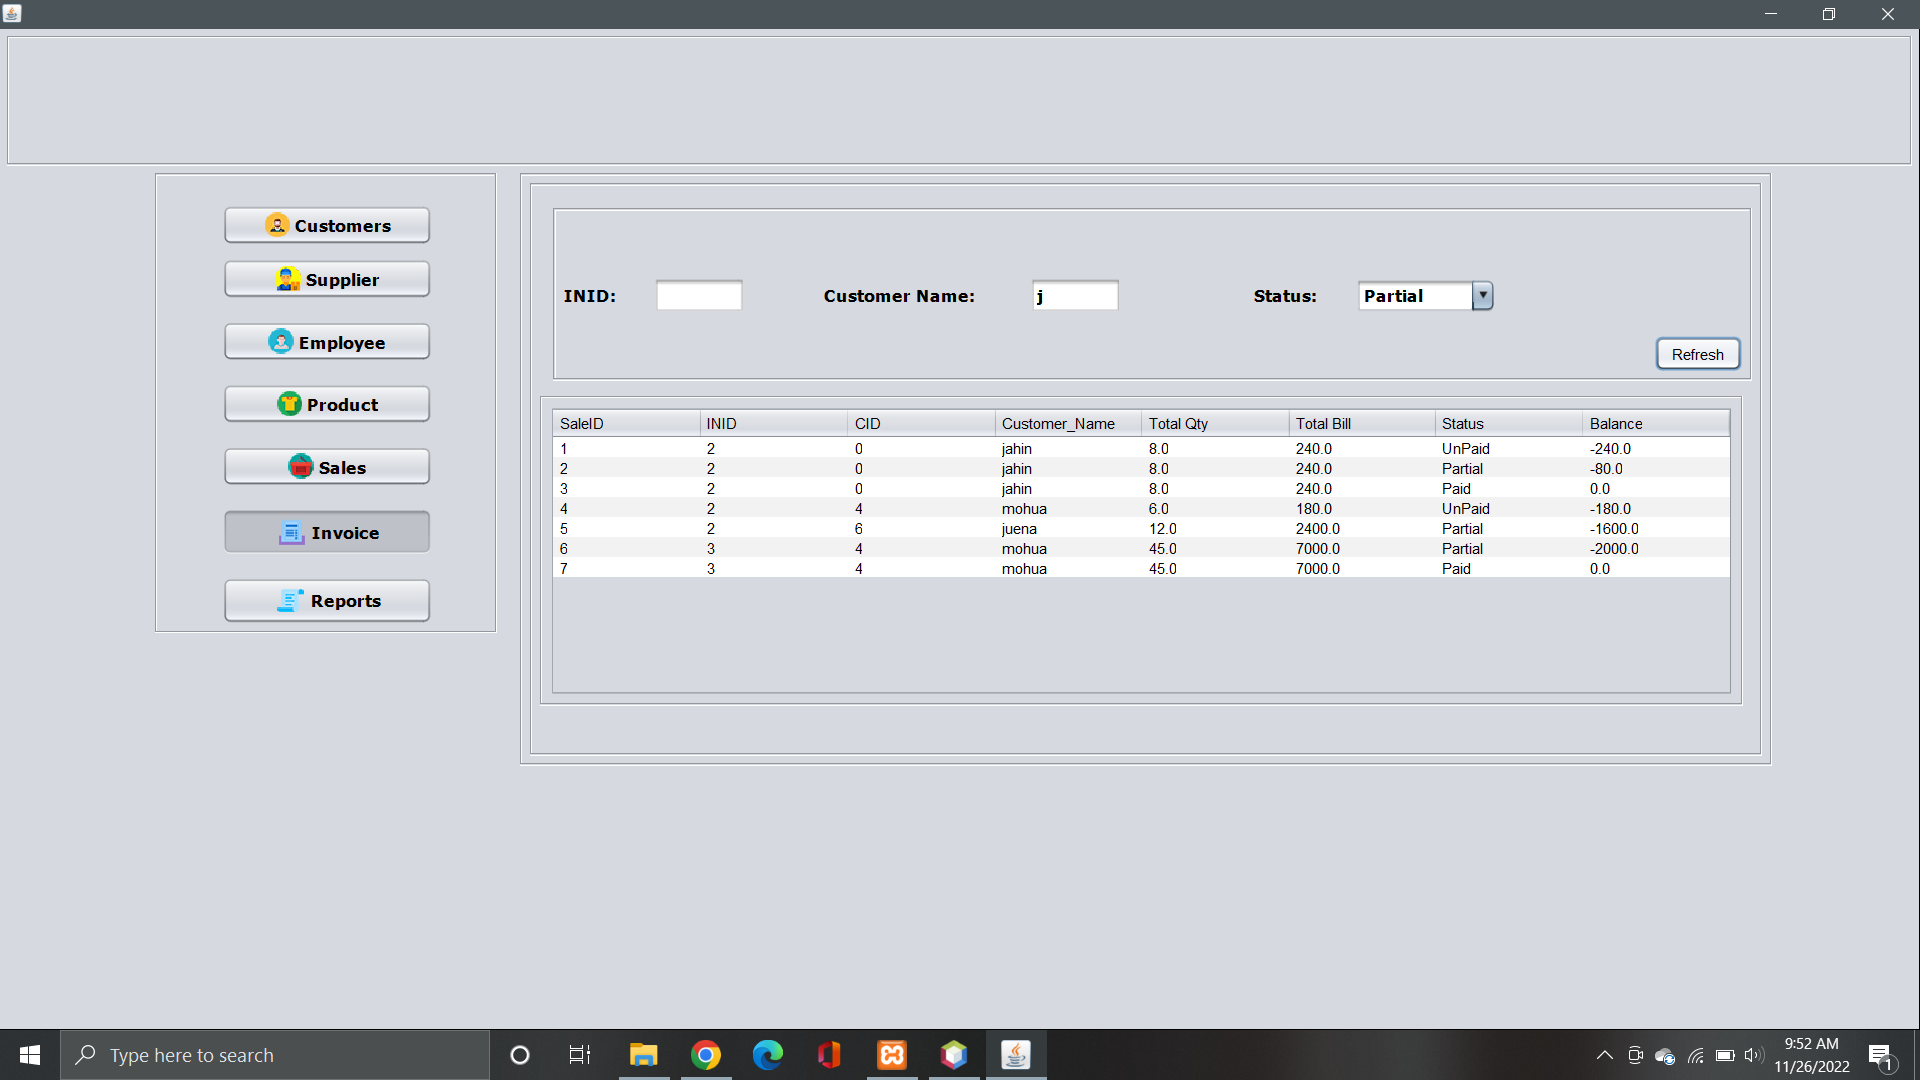 Customers
Supplier
Employee
Product
Sales
Invoice
Reports
INID: Customer Name: j Status: Partial
Refresh
SaleID INID CID Customer_Name Total Qty Total Bill Status Balance
1 2 0 jahin 8.0 240.0 UnPaid -240.0
2 2 0 jahin 8.0 240.0 Partial -80.0
3 2 0 jahin 8.0 240.0 Paid 0.0
4 2 4 mohua 6.0 180.0 UnPaid -180.0
5 2 6 juena 12.0 2400.0 Partial -1600.0
6 3 4 mohua 45.0 7000.0 Partial -2000.0
7 3 4 mohua 45.0 7000.0 Paid 0.0
Type here to search
9:52 AM
11/26/2022
1